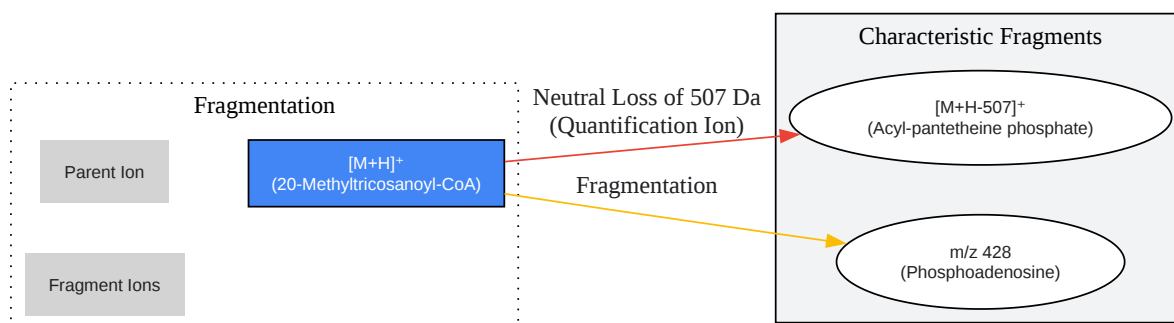 Characteristic Fragments
Fragmentation
Neutral Loss of 507 Da
(Quantification Ion)
[M+H-507]⁺
(Acyl-pantetheine phosphate)
Parent Ion
[M+H]⁺
(20-Methyltricosanoyl-CoA)
Fragmentation
Fragment Ions
m/z 428
(Phosphoadenosine)